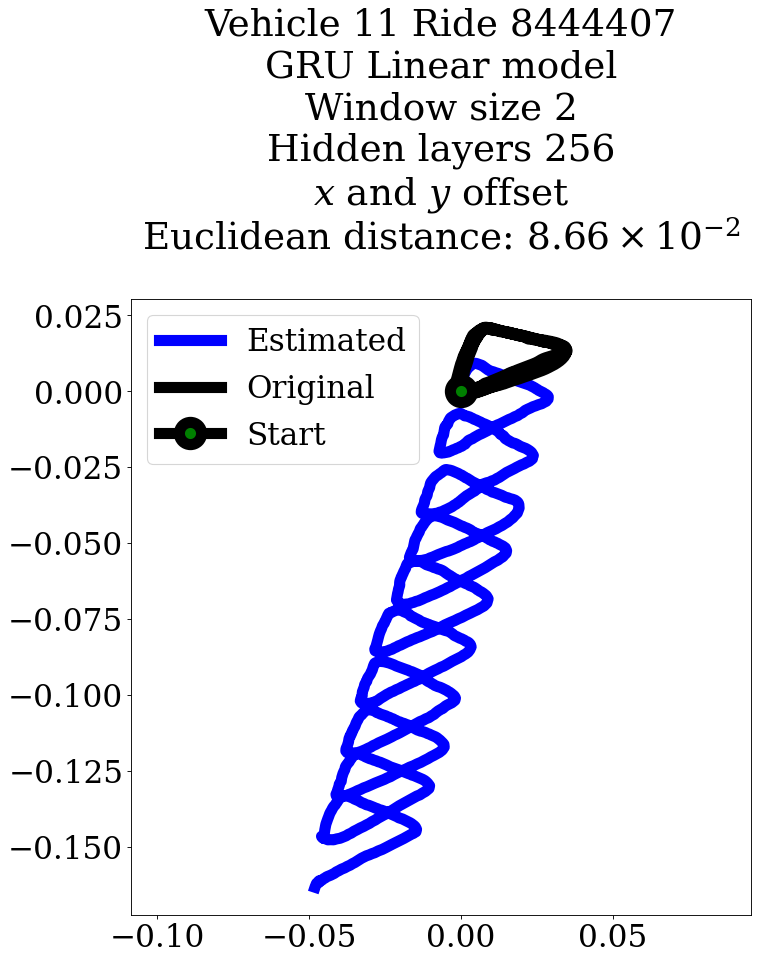 Vehicle 11 Ride 8444407
GRU Linear model
Window size 2
Hidden layers 256
x and y offset
Euclidean distance: 8.66 × 10⁻²
Estimated
Original
Start
0.025
0.000
−0.025
−0.050
−0.075
−0.100
−0.125
−0.150
−0.10 −0.05 0.00 0.05